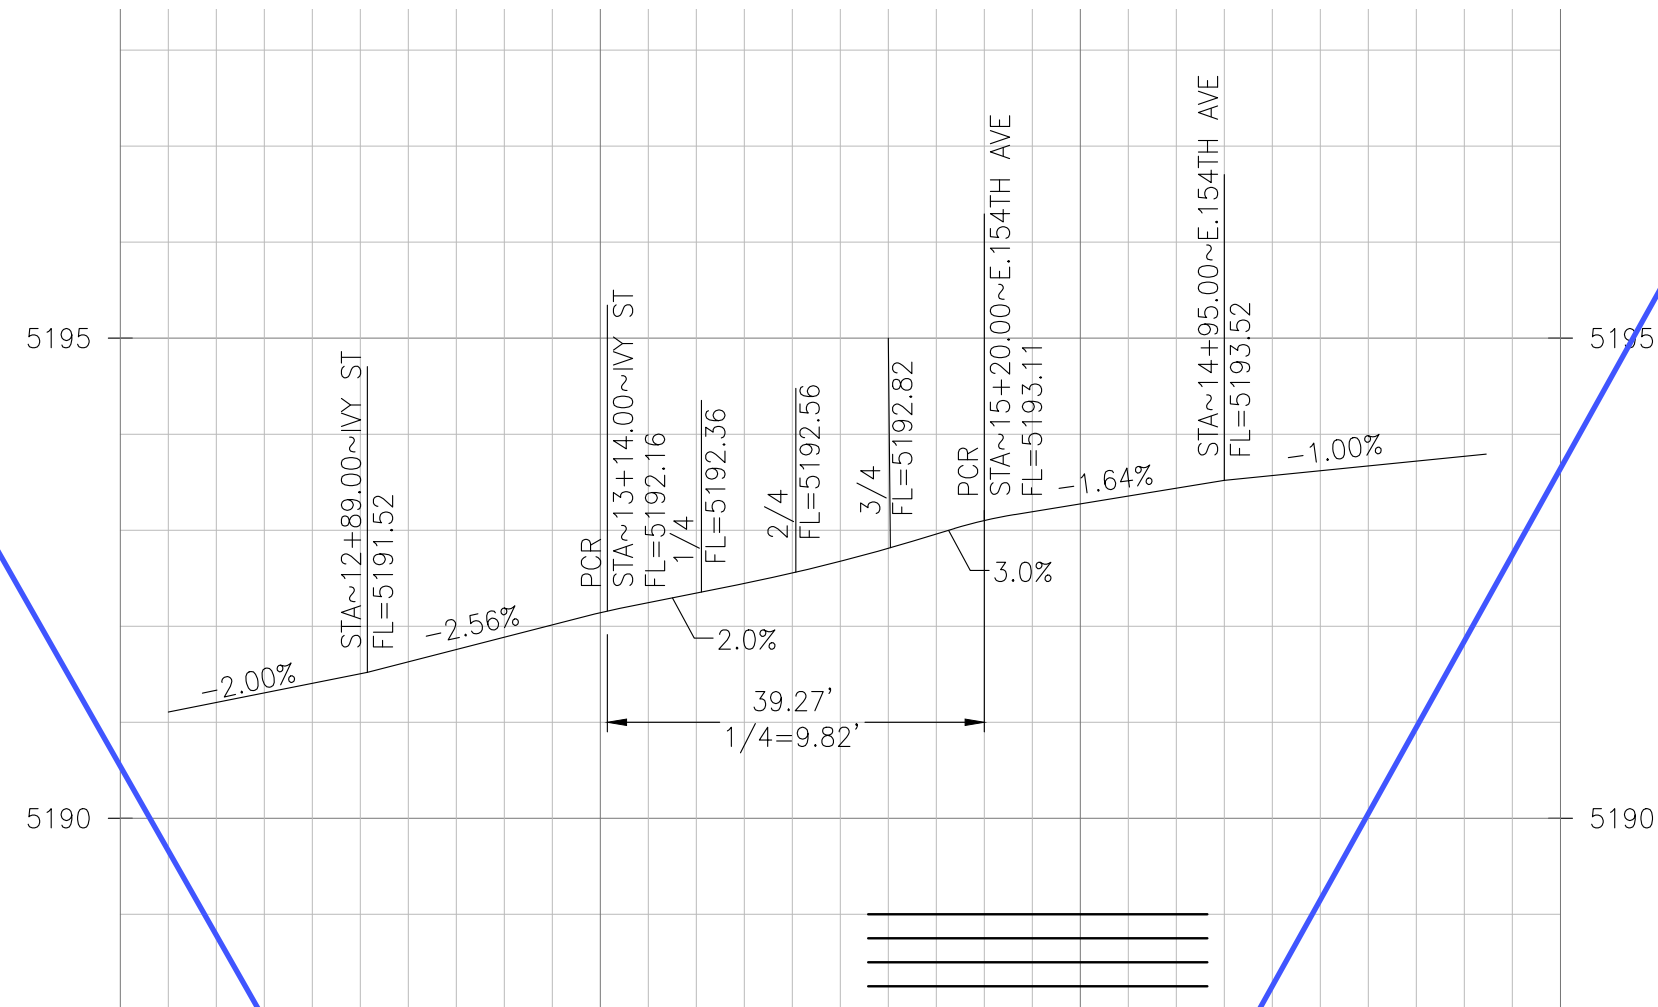 5195
5195
5190
5190
STA~12+89.00~IVY ST
FL=5191.52
PCR
STA~13+14.00~IVY ST
FL=5192.16
1/4
FL=5192.36
2/4
FL=5192.56
3/4
FL=5192.82
PCR
STA~15+20.00~E.154TH AVE
FL=5193.11
STA~14+95.00~E.154TH AVE
FL=5193.52
-2.00%
-2.56%
2.0%
3.0%
-1.64%
-1.00%
39.27'
1/4=9.82'